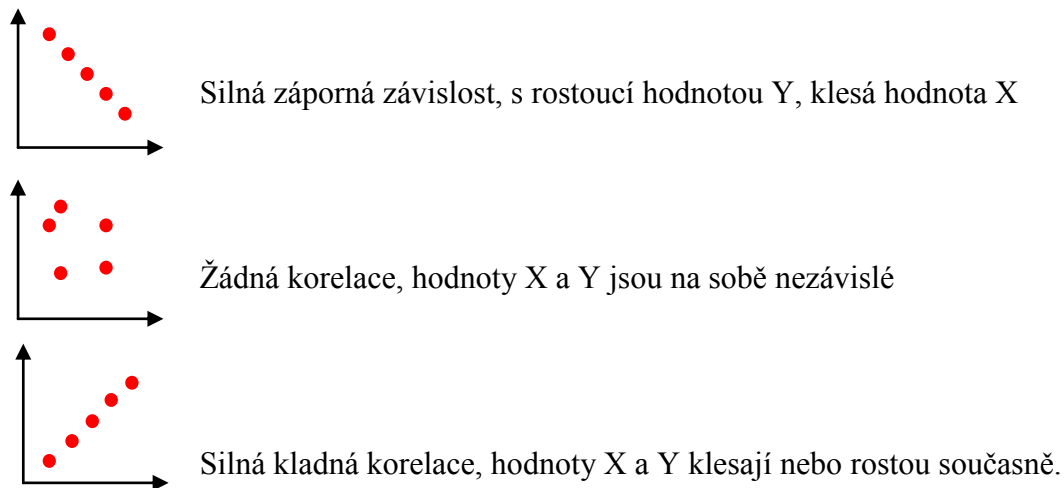 Silná záporná závislost, s rostoucí hodnotou Y, klesá hodnota X
Žádná korelace, hodnoty X a Y jsou na sobě nezávislé
Silná kladná korelace, hodnoty X a Y klesají nebo rostou současně.